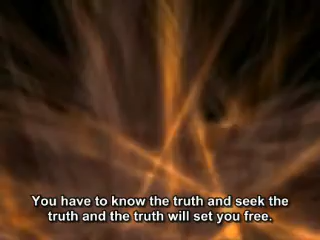 You have to know the truth and seek the
truth and the truth will set you free.